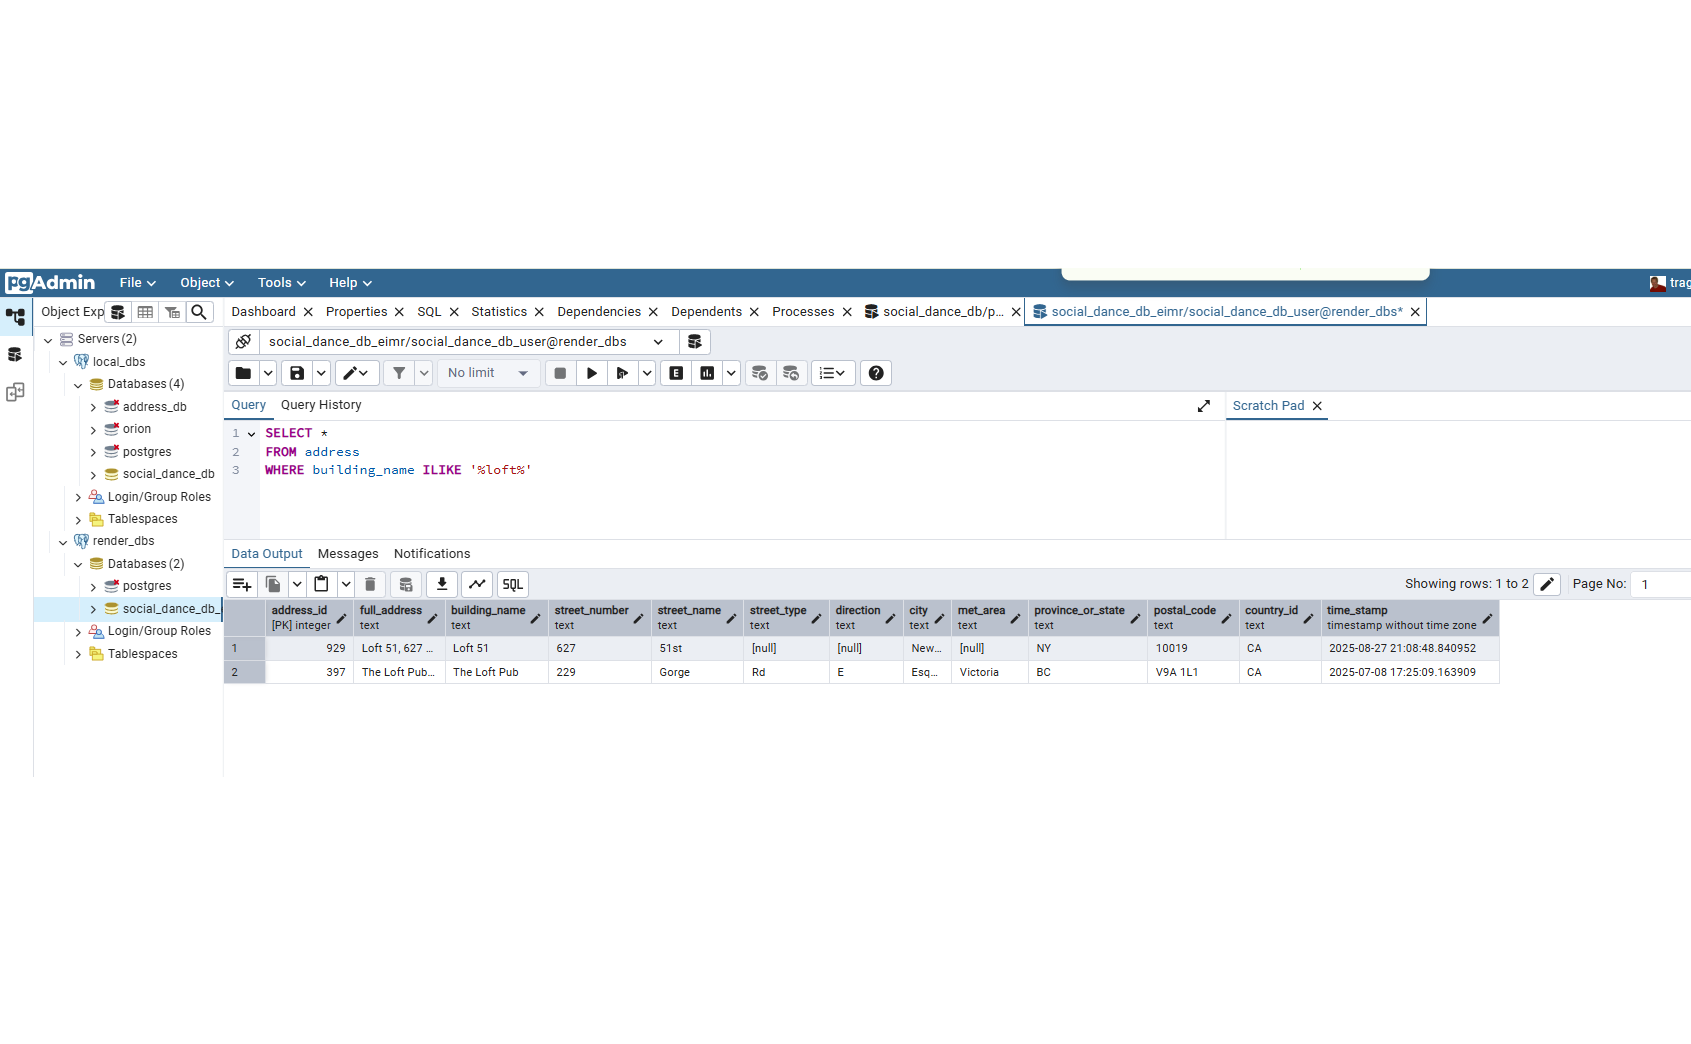 pgAdmin File Object Tools Help trag
Object Exp
Dashboard Properties SQL Statistics Dependencies Dependents Processes social_dance_db/p... social_dance_db_eimr/social_dance_db_user@render_dbs*
Servers (2)
local_dbs
Databases (4)
address_db
orion
postgres
social_dance_db
Login/Group Roles
Tablespaces
render_dbs
Databases (2)
postgres
social_dance_db_
Login/Group Roles
Tablespaces
social_dance_db_eimr/social_dance_db_user@render_dbs
No limit E
Query Query History
Scratch Pad
1 SELECT *
2 FROM address
3 WHERE building_name ILIKE '%loft%'
Data Output Messages Notifications
SQL Showing rows: 1 to 2 Page No: 1
address_id full_address building_name street_number street_name street_type direction city met_area province_or_state postal_code country_id time_stamp
[PK] integer text text text text text text text text text text text timestamp without time zone
1 929 Loft 51, 627 ... Loft 51 627 51st [null] [null] New... [null] NY 10019 CA 2025-08-27 21:08:48.840952
2 397 The Loft Pub... The Loft Pub 229 Gorge Rd E Esq... Victoria BC V9A 1L1 CA 2025-07-08 17:25:09.163909